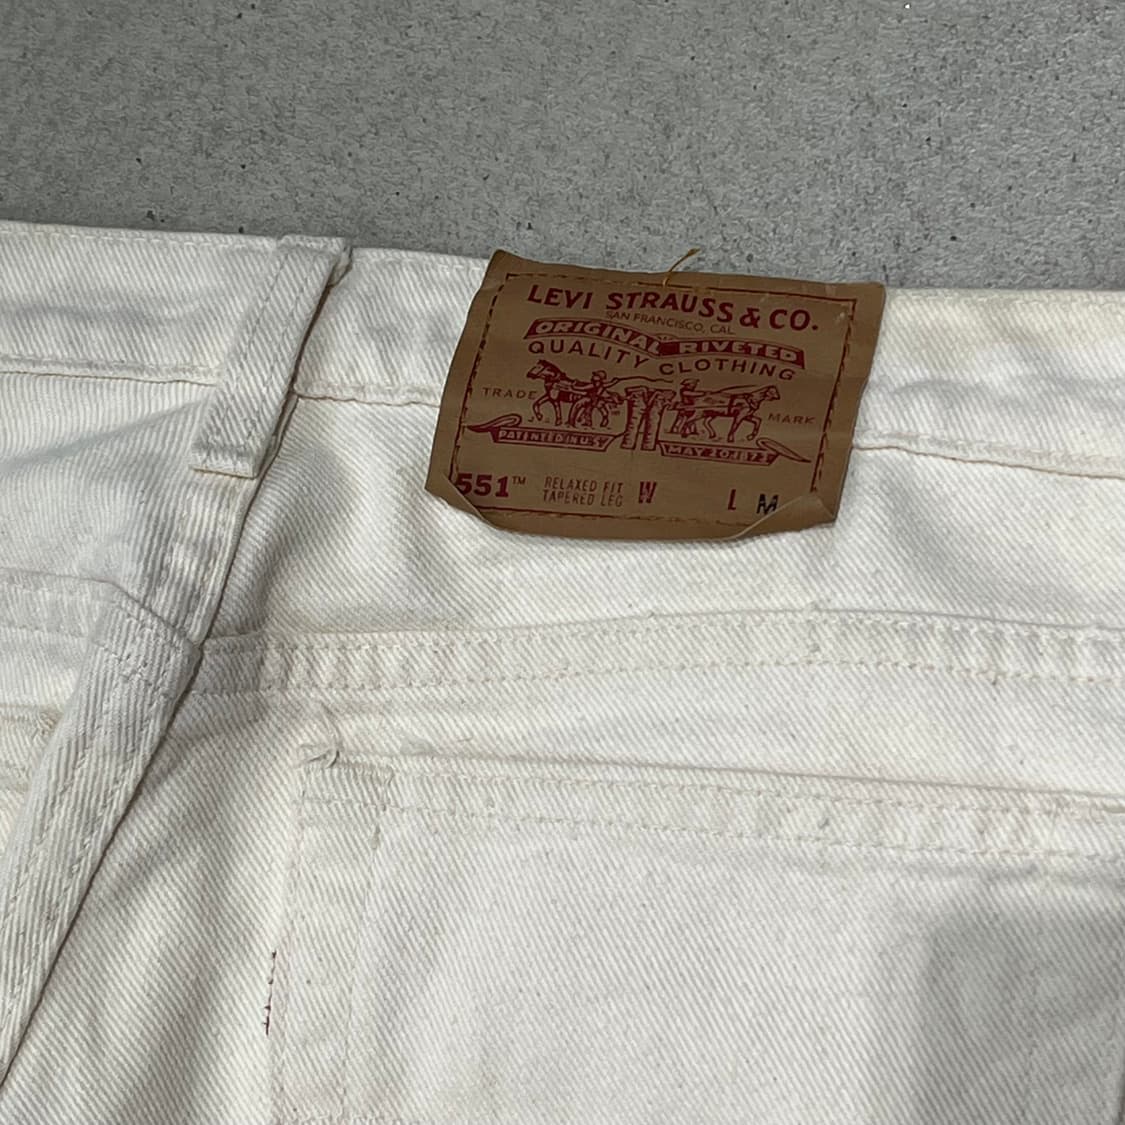 LEVI STRAUSS & CO.
SAN FRANCISCO, CAL
ORIGINAL RIVETED
QUALITY CLOTHING
TRADE MARK
PATENTED IN U.S. MAY 20 1873
551™ RELAXED FIT W L M
TAPERED LEG